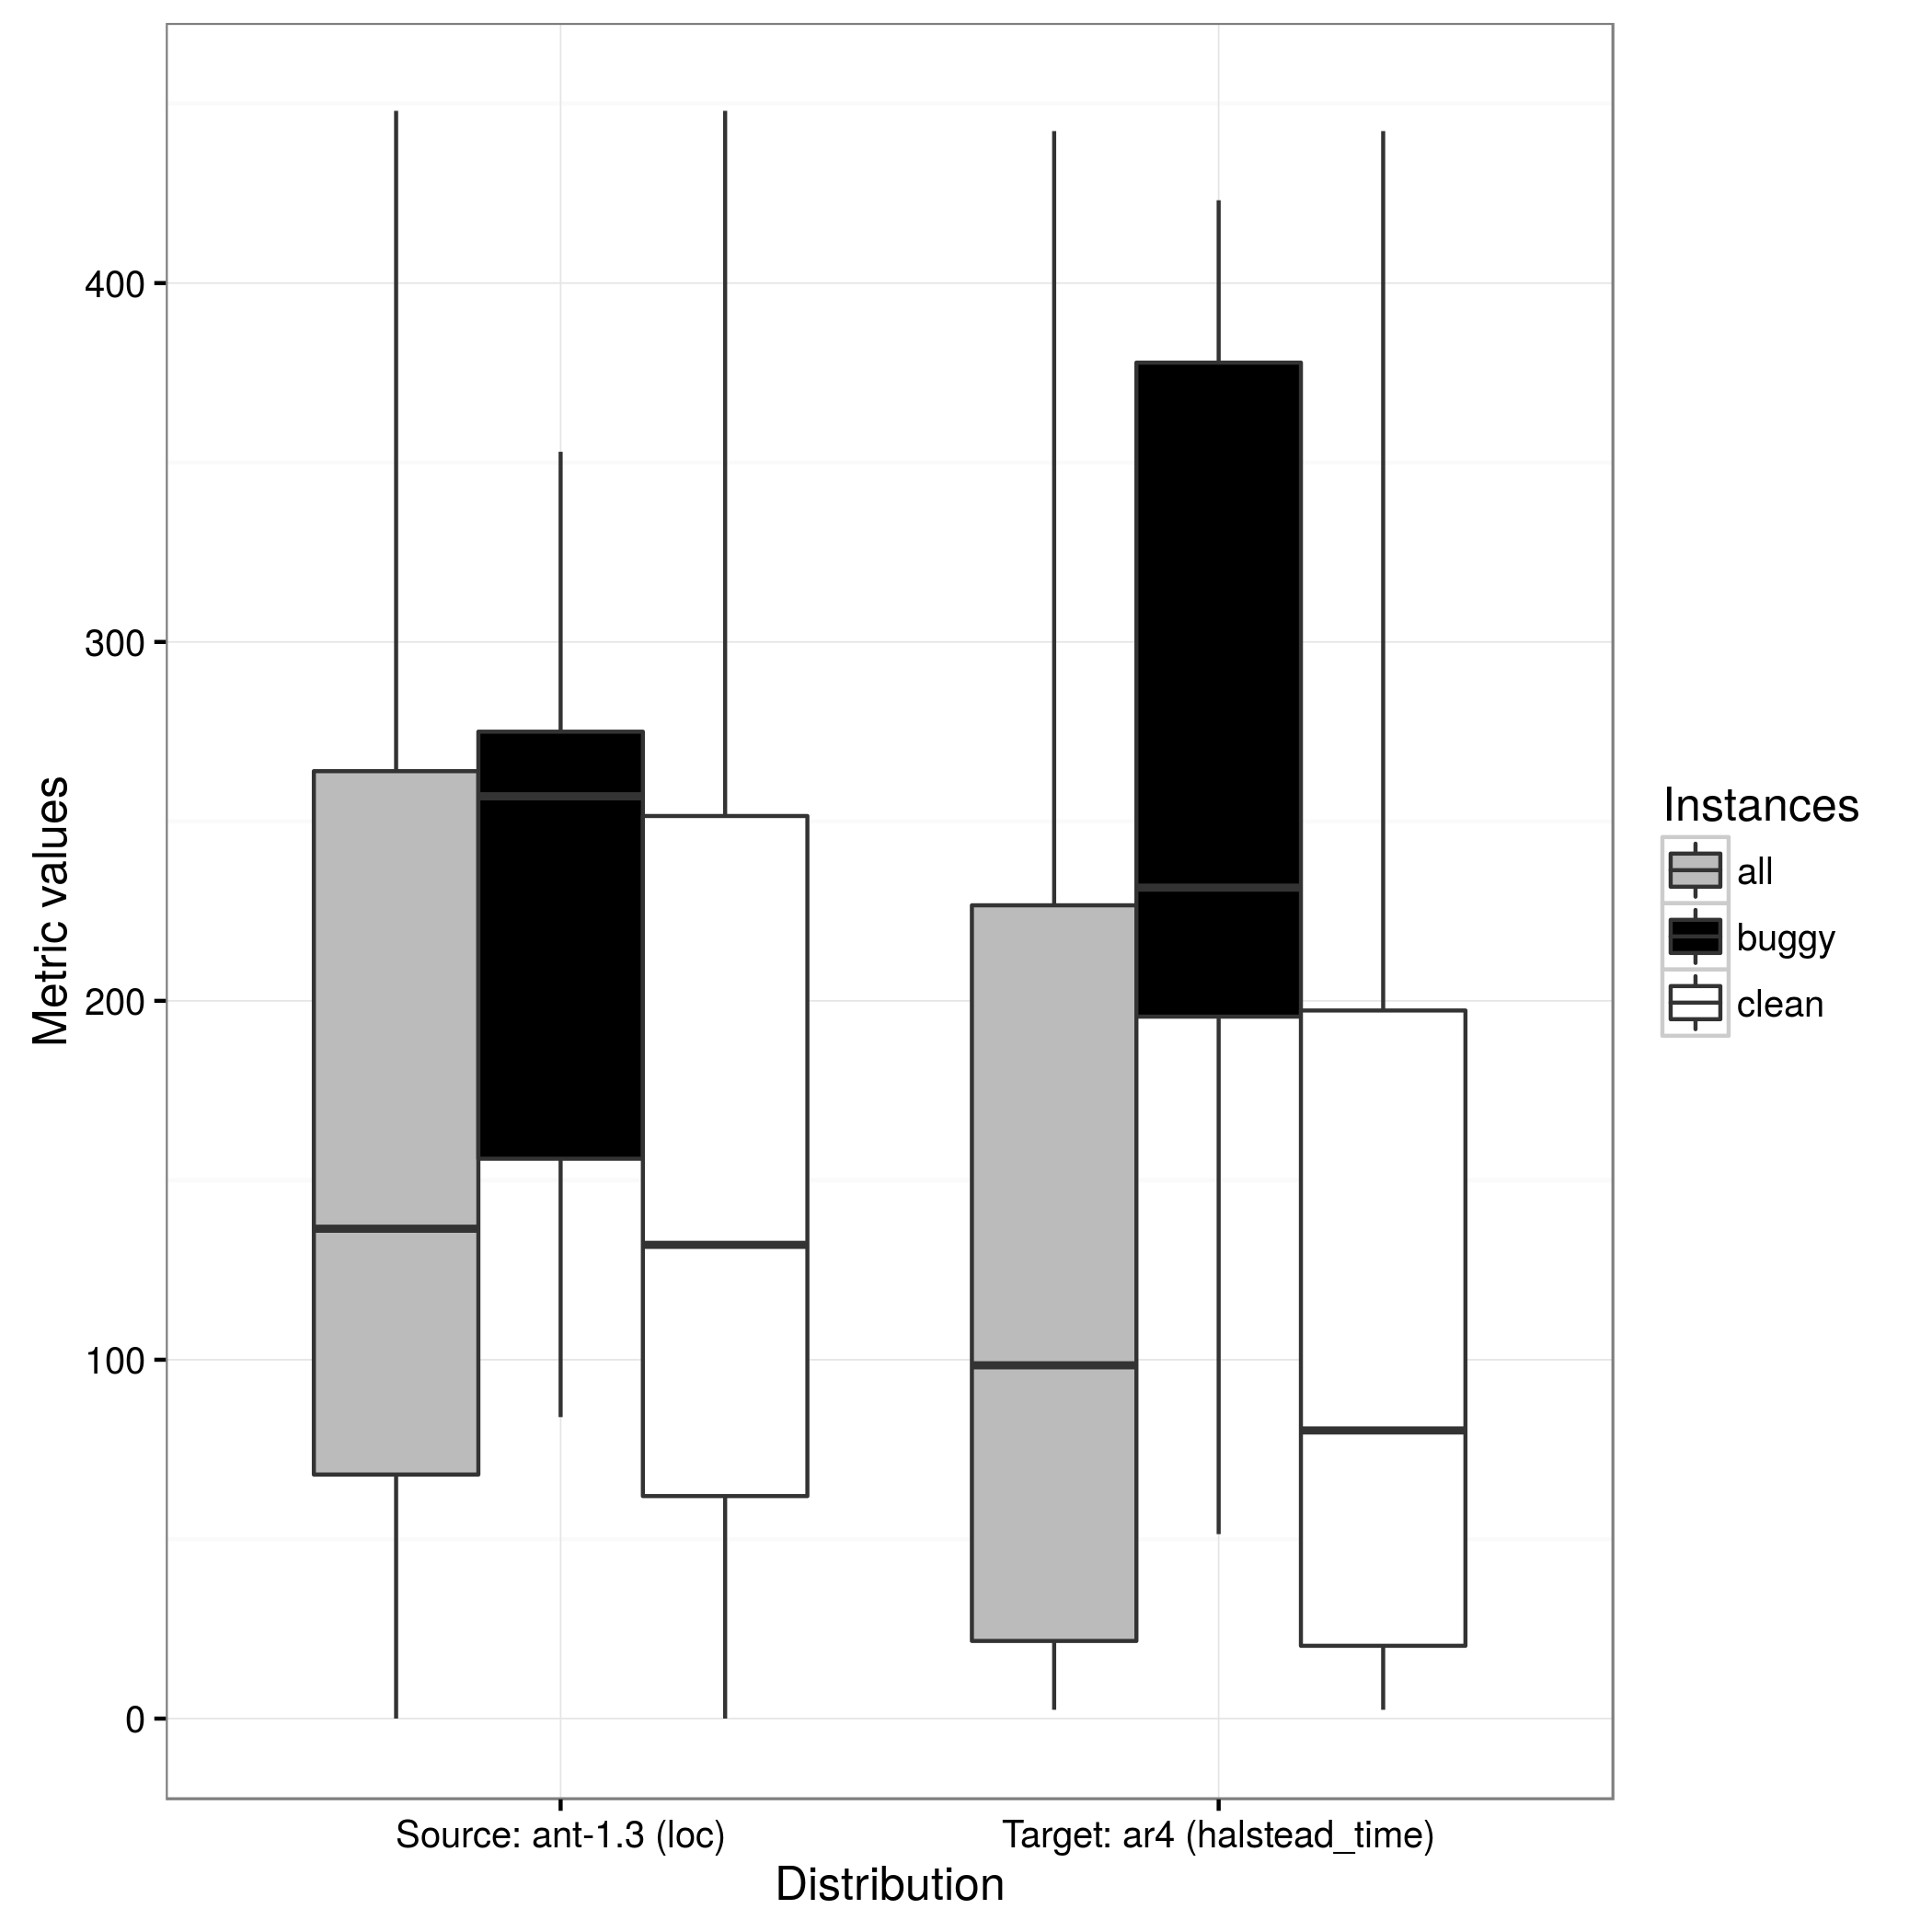 Metric values
400
300
200
100
0
Source: ant-1.3 (loc)
Target: ar4 (halstead_time)
Distribution
Instances
all
buggy
clean